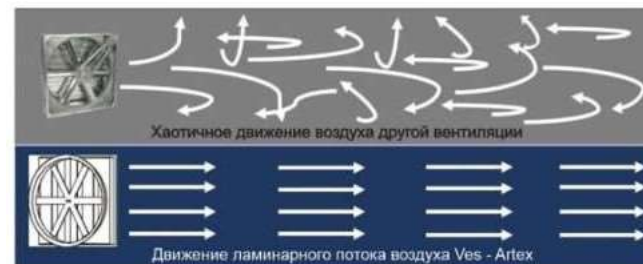 Хаотичное движение воздуха другой вентиляции
Движение ламинарного потока воздуха Ves - Artex